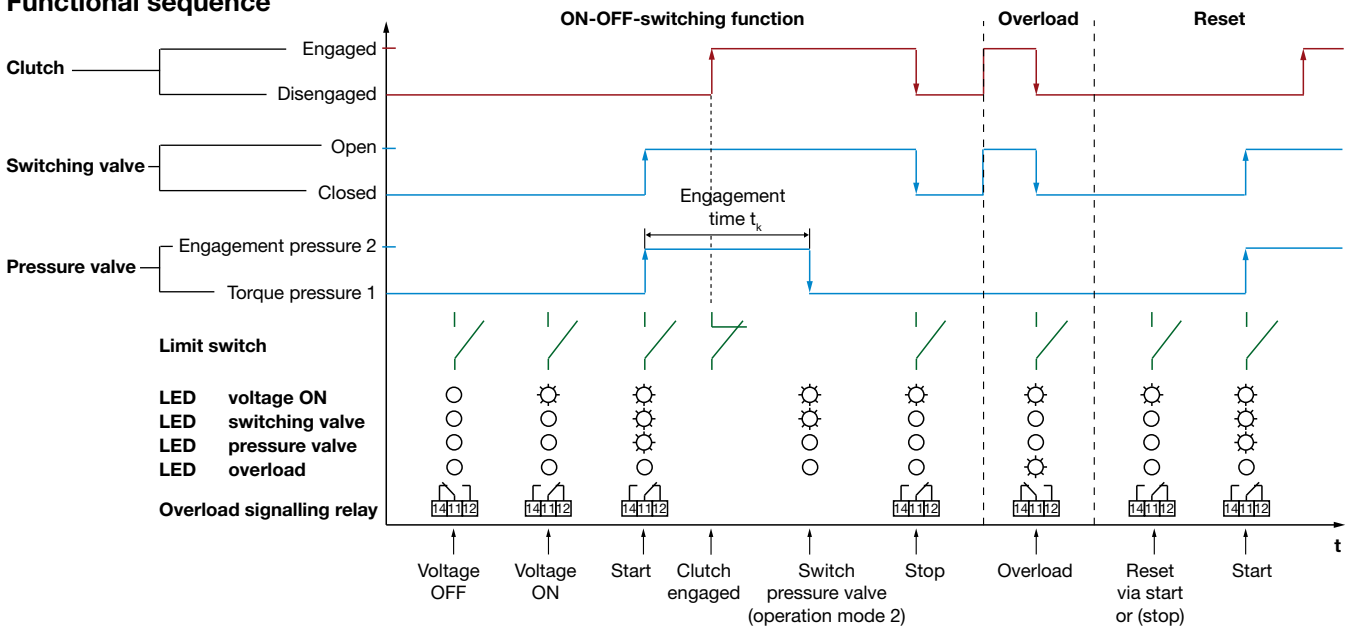 Functional sequence
ON-OFF-switching function
Overload
Reset
Clutch
Engaged
Disengaged
Switching valve
Open
Closed
Engagement
time tk
Pressure valve
Engagement pressure 2
Torque pressure 1
Limit switch
LED voltage ON
LED switching valve
LED pressure valve
LED overload
Overload signalling relay
14 11 12
14 11 12
14 11 12
14 11 12
14 11 12
14 11 12
14 11 12
t
Voltage
OFF
Voltage
ON
Start
Clutch
engaged
Switch
pressure valve
(operation mode 2)
Stop
Overload
Reset
via start
or (stop)
Start